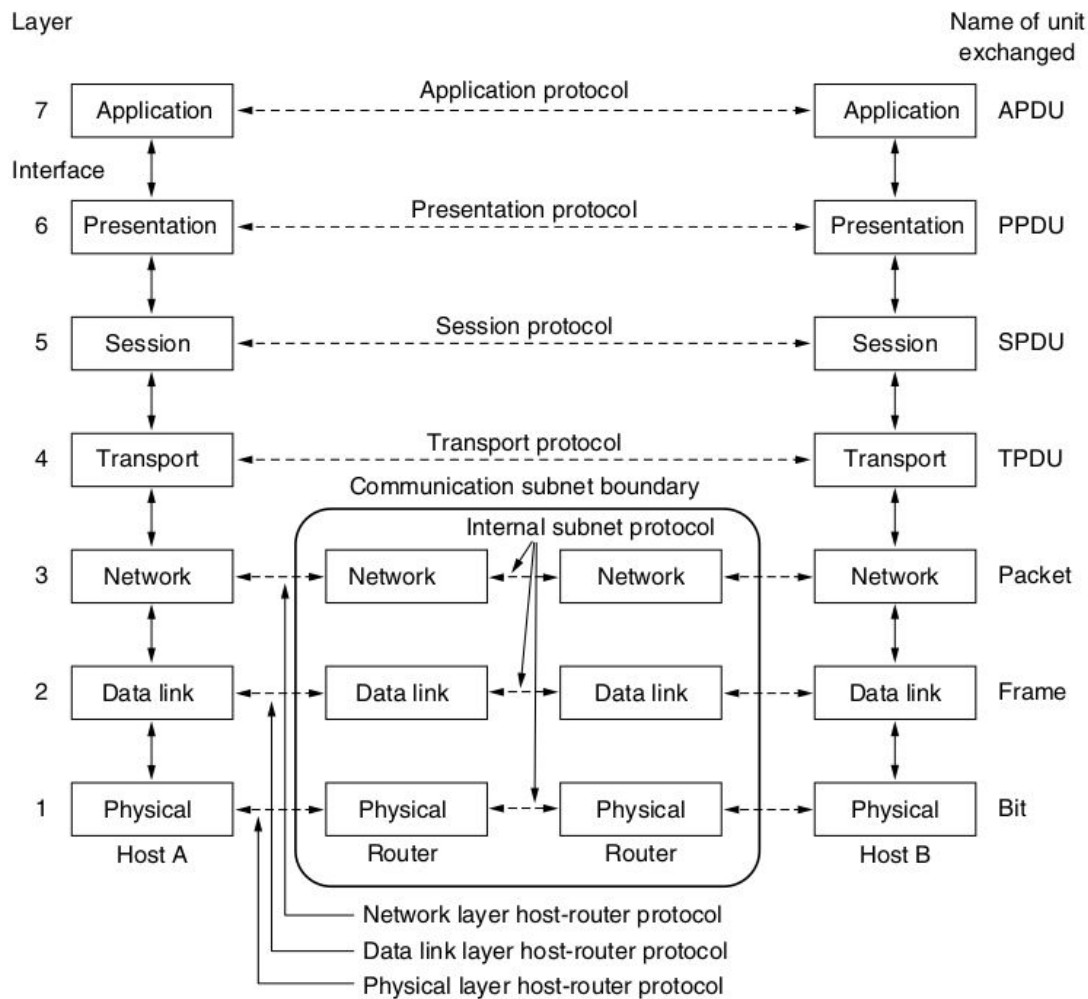 Layer
Name of unit
exchanged
Application protocol
7 Application Application APDU
Interface
Presentation protocol
6 Presentation Presentation PPDU
Session protocol
5 Session Session SPDU
Transport protocol
4 Transport Transport TPDU
Communication subnet boundary
Internal subnet protocol
3 Network Network Network Network Packet
2 Data link Data link Data link Data link Frame
1 Physical Physical Physical Physical Bit
Host A Router Router Host B
Network layer host-router protocol
Data link layer host-router protocol
Physical layer host-router protocol